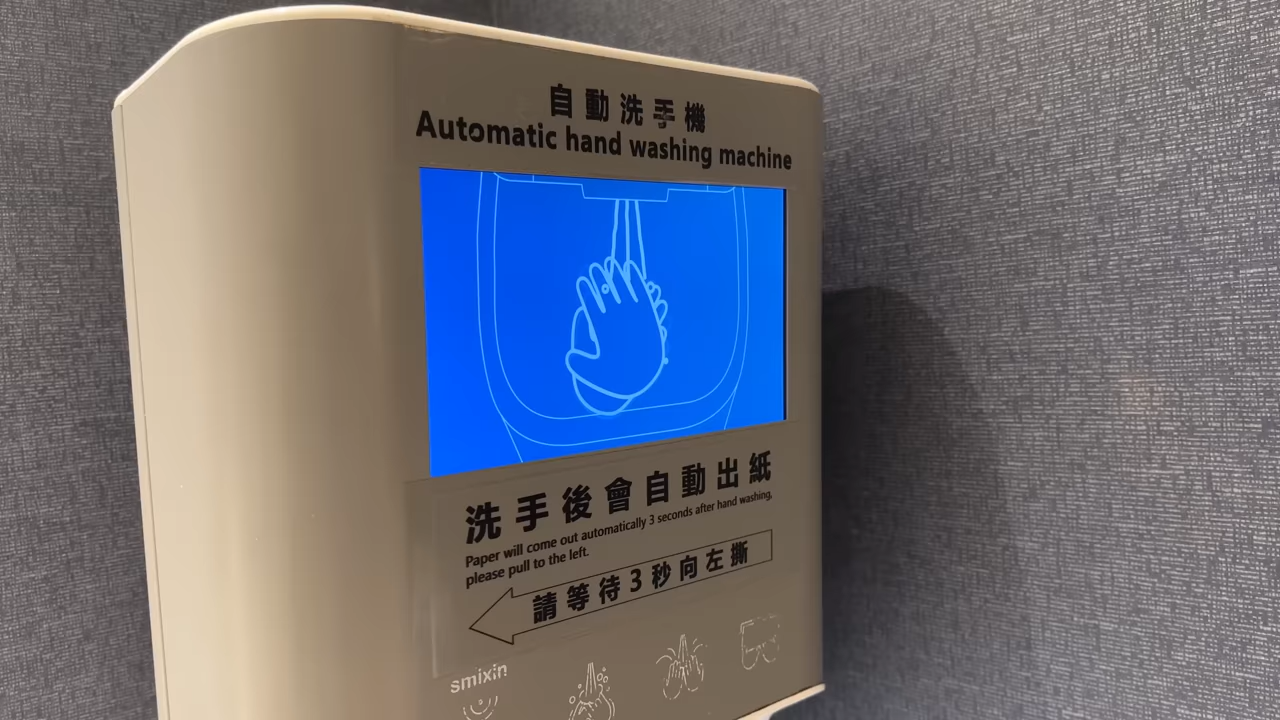 自動洗手機
Automatic hand washing machine
洗手後會自動出紙
Paper will come out automatically 3 seconds after hand washing,
please pull to the left.
請等待3秒向左撕
smixin